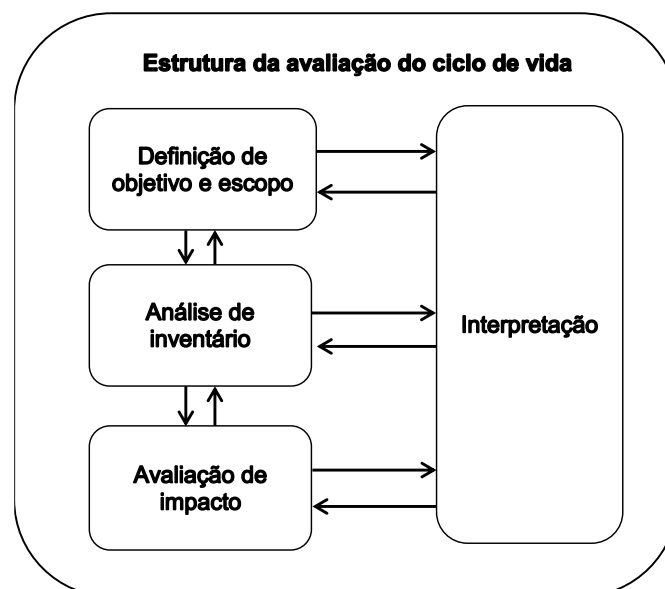 Estrutura da avaliação do ciclo de vida
Definição de
objetivo e escopo
Análise de
inventário
Avaliação de
impacto
Interpretação